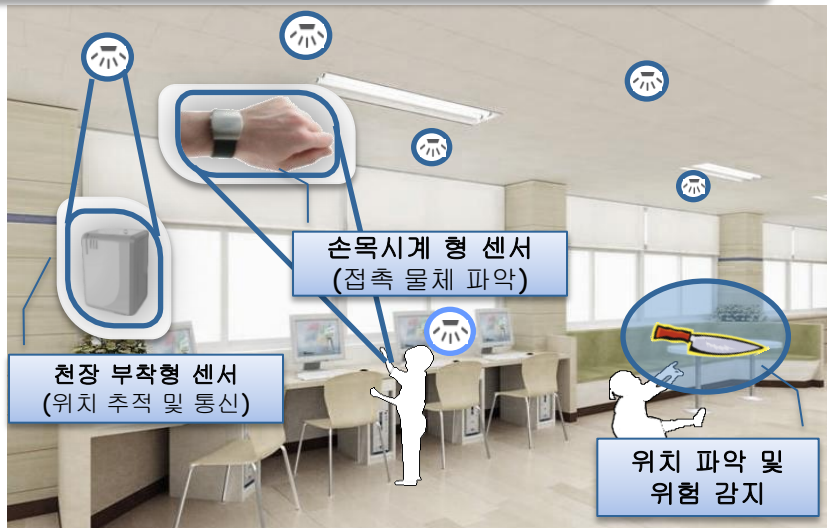 손목시계 형 센서
(접촉 물체 파악)
천장 부착형 센서
(위치 추적 및 통신)
위치 파악 및
위험 감지